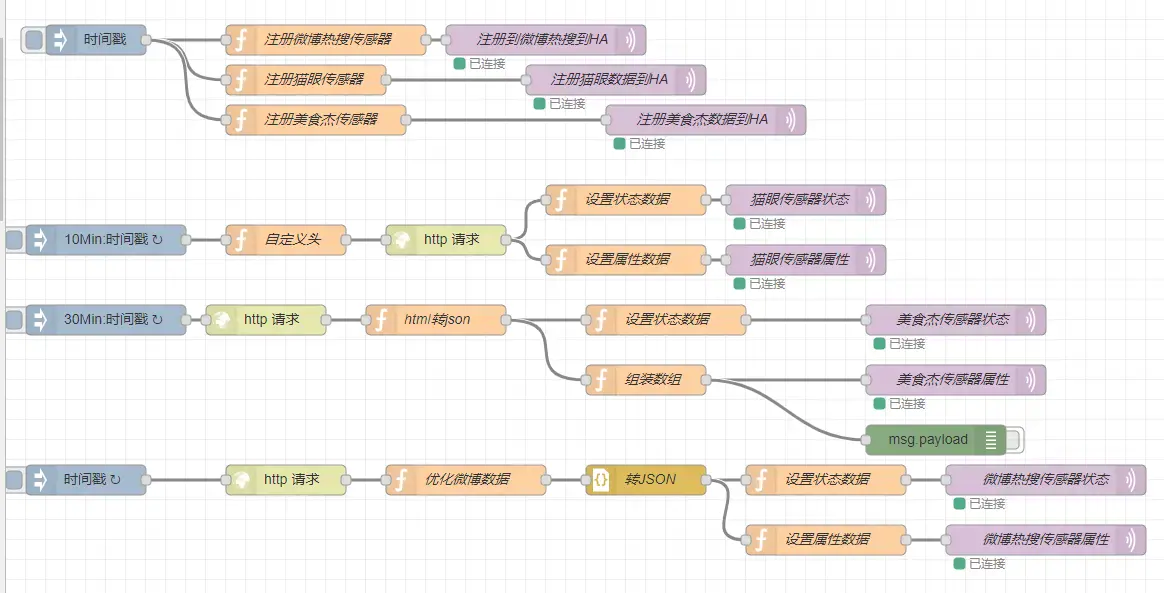 时间戳
注册微博热搜传感器
注册到微博热搜到HA
已连接
注册猫眼传感器
注册猫眼数据到HA
已连接
注册美食杰传感器
注册美食杰数据到HA
已连接
设置状态数据
猫眼传感器状态
已连接
10Min:时间戳 ↻
自定义头
http 请求
设置属性数据
猫眼传感器属性
已连接
30Min:时间戳 ↻
http 请求
html转json
设置状态数据
美食杰传感器状态
已连接
组装数组
美食杰传感器属性
已连接
msg.payload
时间戳 ↻
http 请求
优化微博数据
转JSON
设置状态数据
微博热搜传感器状态
已连接
设置属性数据
微博热搜传感器属性
已连接